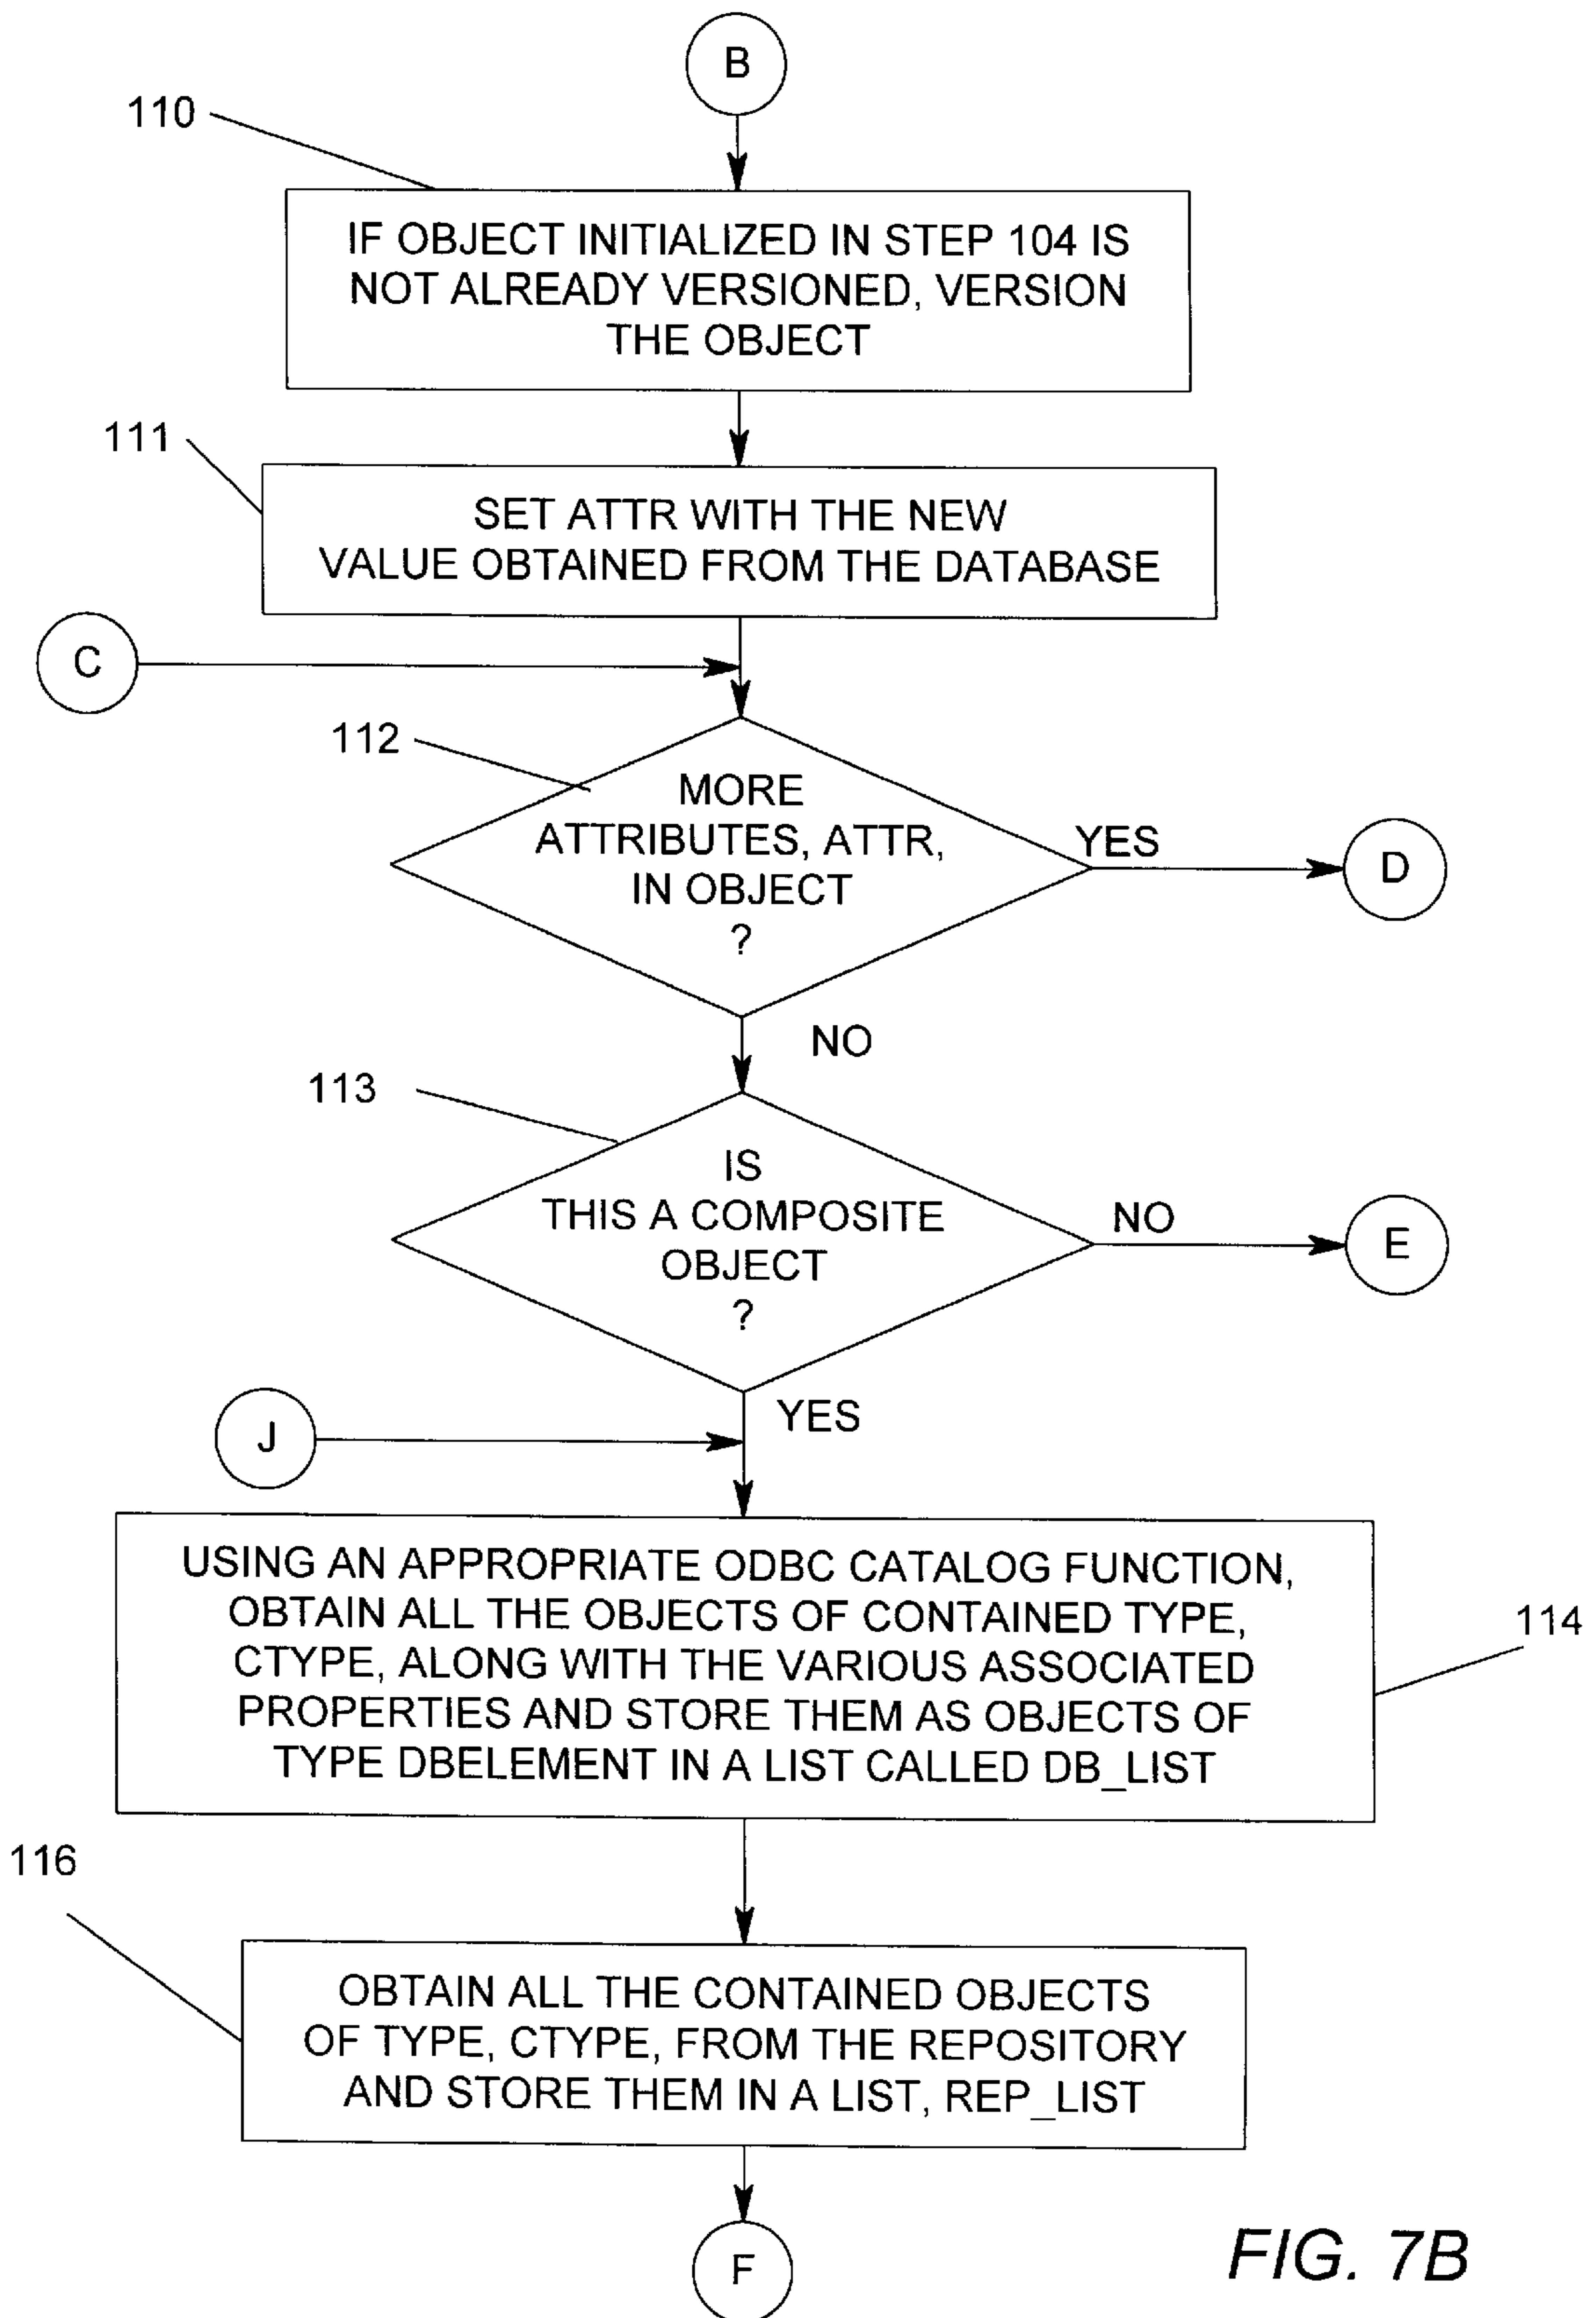 B
110
IF OBJECT INITIALIZED IN STEP 104 IS
NOT ALREADY VERSIONED, VERSION
THE OBJECT
111
SET ATTR WITH THE NEW
VALUE OBTAINED FROM THE DATABASE
C
112
MORE
ATTRIBUTES, ATTR,
IN OBJECT
?
YES
D
NO
113
IS
THIS A COMPOSITE
OBJECT
?
NO
E
YES
J
USING AN APPROPRIATE ODBC CATALOG FUNCTION,
OBTAIN ALL THE OBJECTS OF CONTAINED TYPE,
CTYPE, ALONG WITH THE VARIOUS ASSOCIATED
PROPERTIES AND STORE THEM AS OBJECTS OF
TYPE DBELEMENT IN A LIST CALLED DB_LIST
114
116
OBTAIN ALL THE CONTAINED OBJECTS
OF TYPE, CTYPE, FROM THE REPOSITORY
AND STORE THEM IN A LIST, REP_LIST
F
FIG. 7B